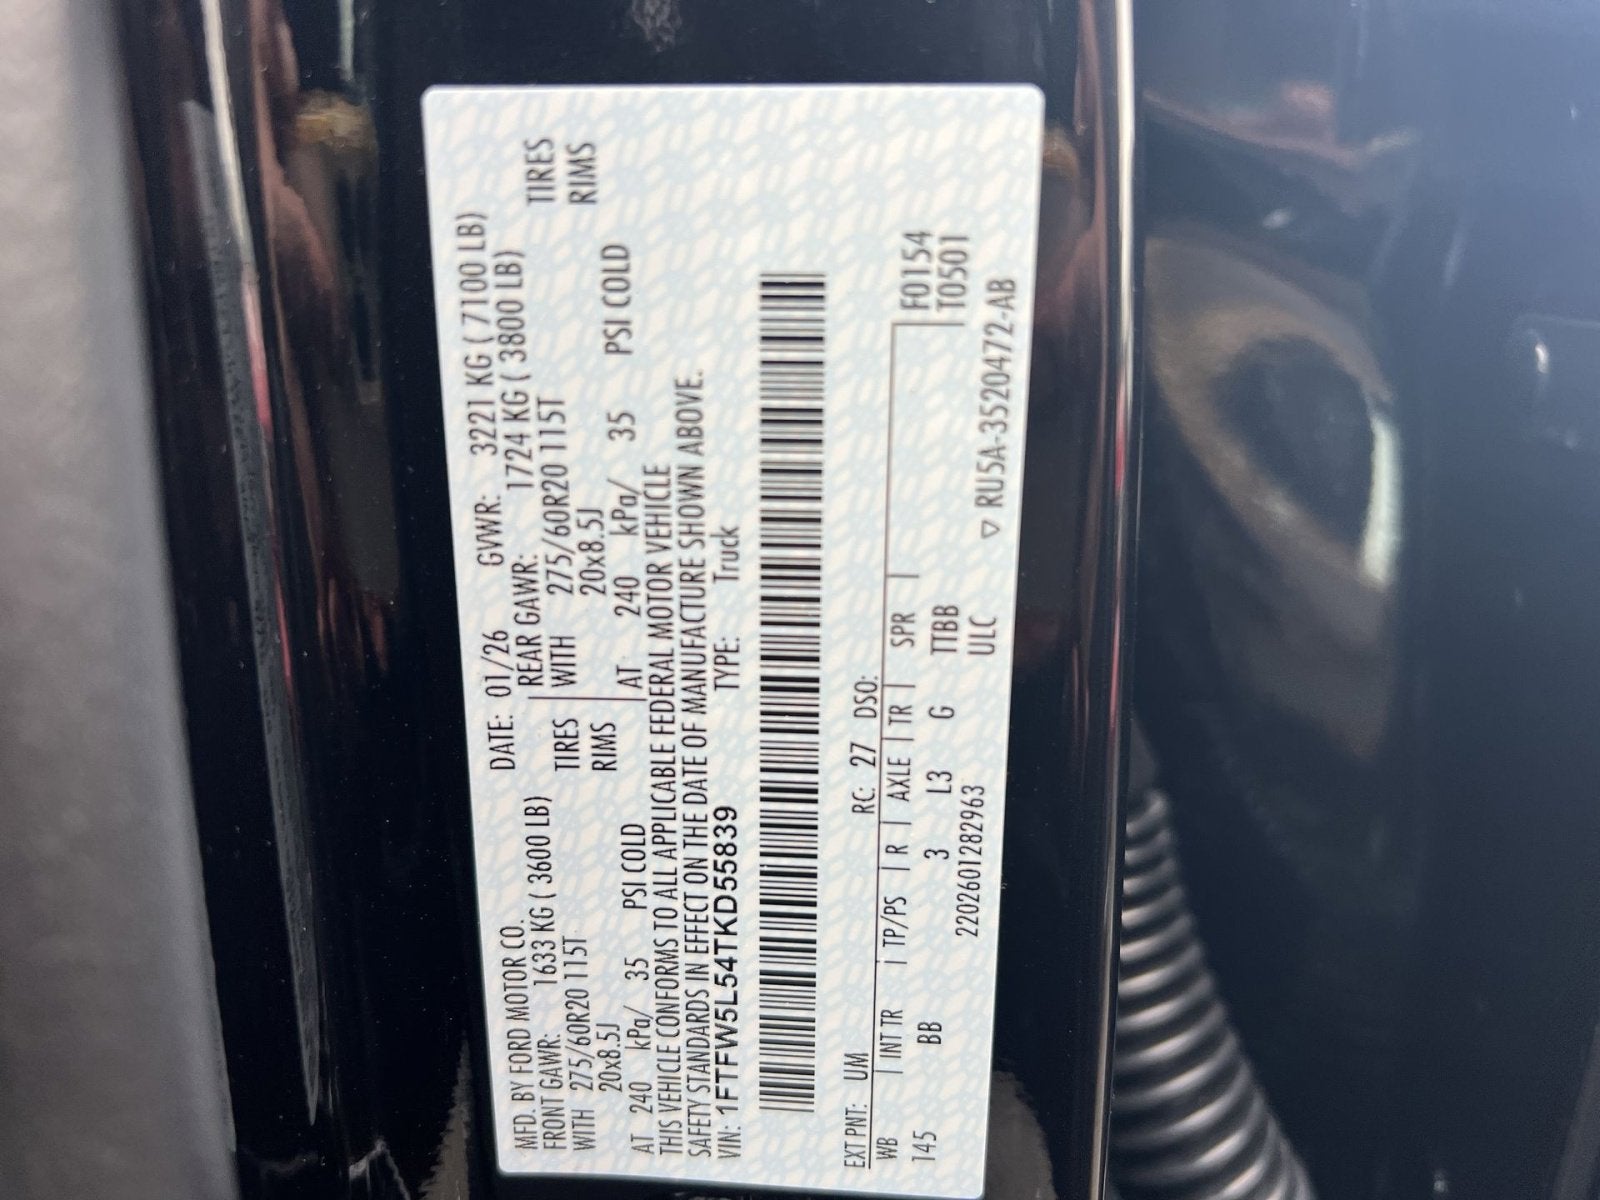 MFD. BY FORD MOTOR CO. DATE: 01/26 GVWR: 3221 KG ( 7100 LB)
FRONT GAWR: 1633 KG ( 3600 LB) REAR GAWR: 1724 KG ( 3800 LB)
WITH 275/60R20 115T TIRES WITH 275/60R20 115T TIRES
20x8.5J RIMS 20x8.5J RIMS
AT 240 kPa/ 35 PSI COLD AT 240 kPa/ 35 PSI COLD
THIS VEHICLE CONFORMS TO ALL APPLICABLE FEDERAL MOTOR VEHICLE
SAFETY STANDARDS IN EFFECT ON THE DATE OF MANUFACTURE SHOWN ABOVE.
VIN: 1FTFW5L54TKD55839 TYPE: Truck
EXT PNT: UM RC: 27 DSO:
WB INT TR TP/PS R AXLE TR SPR F0154
145 BB 3 L3 G TTBB T0501
2202601282963 ULC
▽ RU5A-3520472-AB